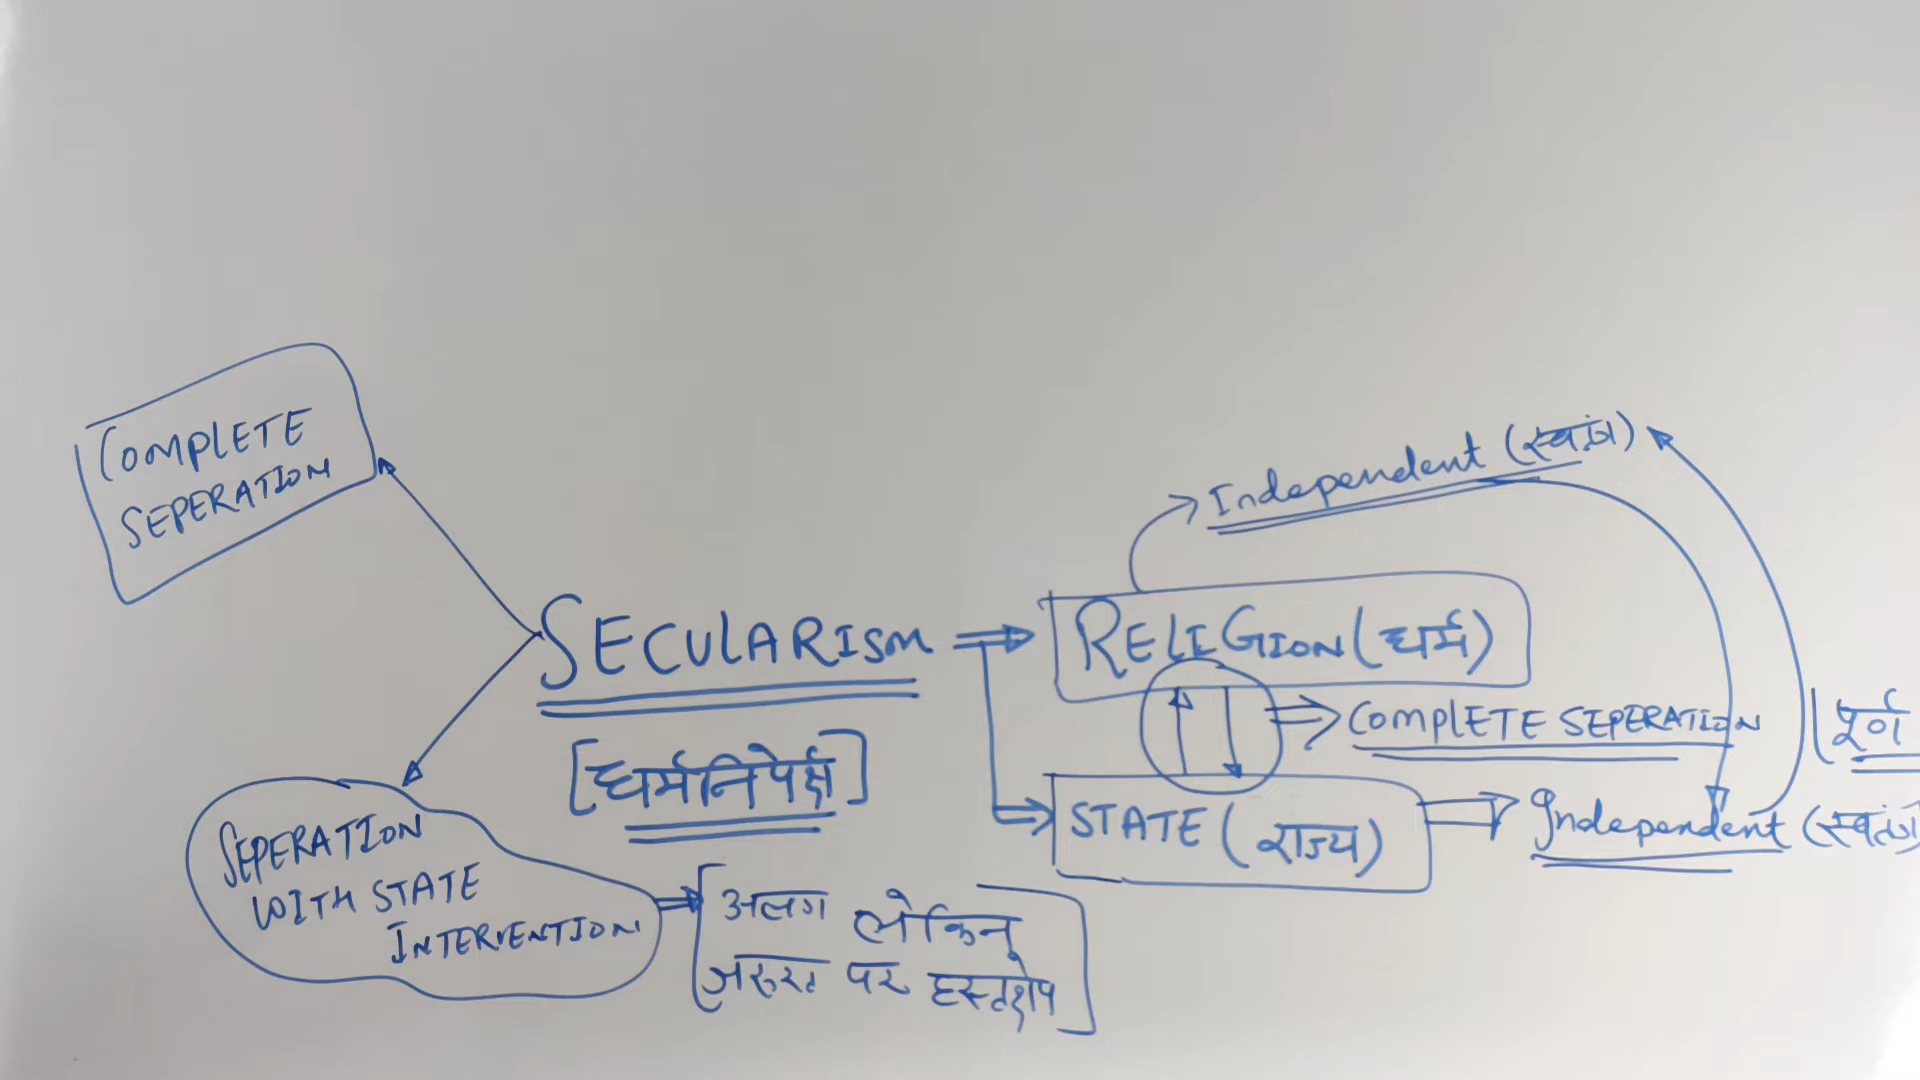 COMPLETE
SEPERATION
Independent (स्वतंत्र)
SECULARISM
RELIGION (धर्म)
[धर्मनिपेक्ष]
COMPLETE SEPERATION
[पूर्ण
STATE (राज्य)
Independent (स्वतंत्र)
SEPERATION
WITH STATE
INTERVENTION
[अलग लेकिन
जरूरत पर हस्तक्षेप]